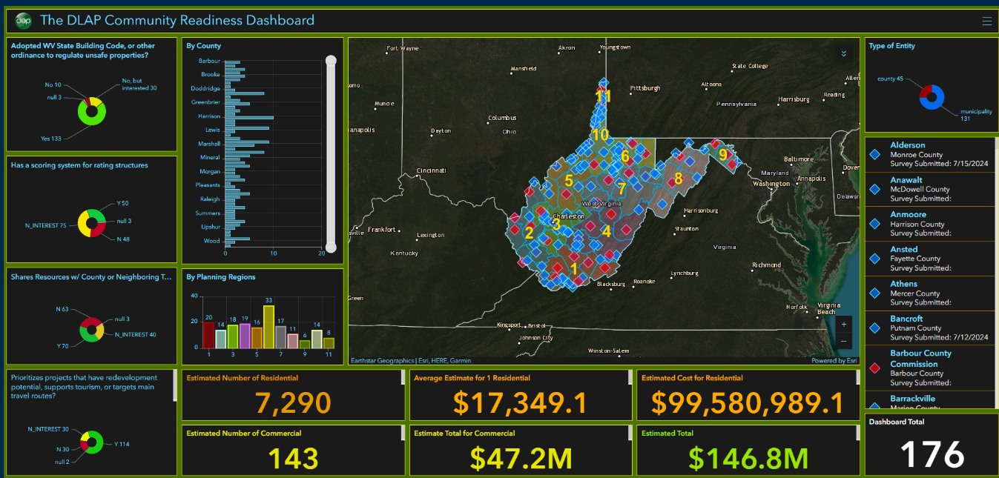 dep
The DLAP Community Readiness Dashboard
Adopted WV State Building Code, or other
ordinance to regulate unsafe properties?
No 10
No, but
interested 30
null 3
Yes 133
Has a scoring system for rating structures
Y 50
null 3
N_INTEREST 75
N 48
Shares Resources w/ County or Neighboring T...
N 63
null 3
N_INTEREST 40
Y 70
Prioritizes projects that have redevelopment
potential, supports tourism, or targets main
travel routes?
N_INTEREST 30
Y 114
N 30
null 2
By County
Barbour
Brooke
Doddridge
Greenbrier
Harrison
Lewis
Marshall
Mineral
Morgan
Pleasants
Raleigh
Summers
Upshur
Wood
0 10 20
By Planning Regions
40
20
0
20 14 18 19 16 33 17 11 6 14 8
1 3 5 7 9 11
Fort Wayne
Akron
Youngstown
Mansfield
State College
Altoona
Allen
Pittsburgh
Harrisburg
Reading
Pennsylvania
Muncie
Columbus
Ohio
anapolis
Dayton
11
10
6
9
Baltimore
Dover
Cincinnati
5
8
Maryland
Annapolis
Washington
7
Delaware
West Virginia
Harrisonburg
Charleston
3
2
4
Staunton
sville
Frankfort
Lexington
Virginia
Kentucky
Richmond
1
Lynchburg
Roanoke
Blacksburg
Green
Norfolk
Virginia
Beach
Kingsport
Bristol
Johnson City
Winston-Salem
+
−
Earthstar Geographics | Esri, HERE, Garmin
Powered by Esri
Estimated Number of Residential
7,290
Average Estimate for 1 Residential
$17,349.1
Estimated Cost for Residential
$99,580,989.1
Estimated Number of Commercial
143
Estimate Total for Commercial
$47.2M
Estimated Total
$146.8M
Type of Entity
county 45
municipality
131
Alderson
Monroe County
Survey Submitted: 7/15/2024
Anawalt
McDowell County
Survey Submitted:
Anmoore
Harrison County
Survey Submitted:
Ansted
Fayette County
Survey Submitted:
Athens
Mercer County
Survey Submitted:
Bancroft
Putnam County
Survey Submitted: 7/12/2024
Barbour County
Commission
Barbour County
Survey Submitted:
Barrackville
Marion County
Dashboard Total
176